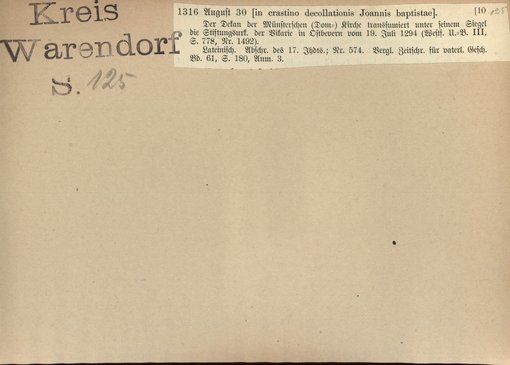 Kreis
Warendorf
S. 125
1316 August 30 [in crastino decollationis Joannis baptistae]. [10 125
Der Dekan der Münsterschen (Dom=) Kirche transsumiert unter seinem Siegel
die Stiftungsurk. der Vikarie in Ostbevern vom 19. Juli 1294 (Westf. U.=B. III,
S. 778, Nr. 1492).
Lateinisch. Abschr. des 17. Jhdts.; Nr. 574. Vergl. Zeitschr. für vaterl. Gesch.
Bd. 61, S. 180, Anm. 3.